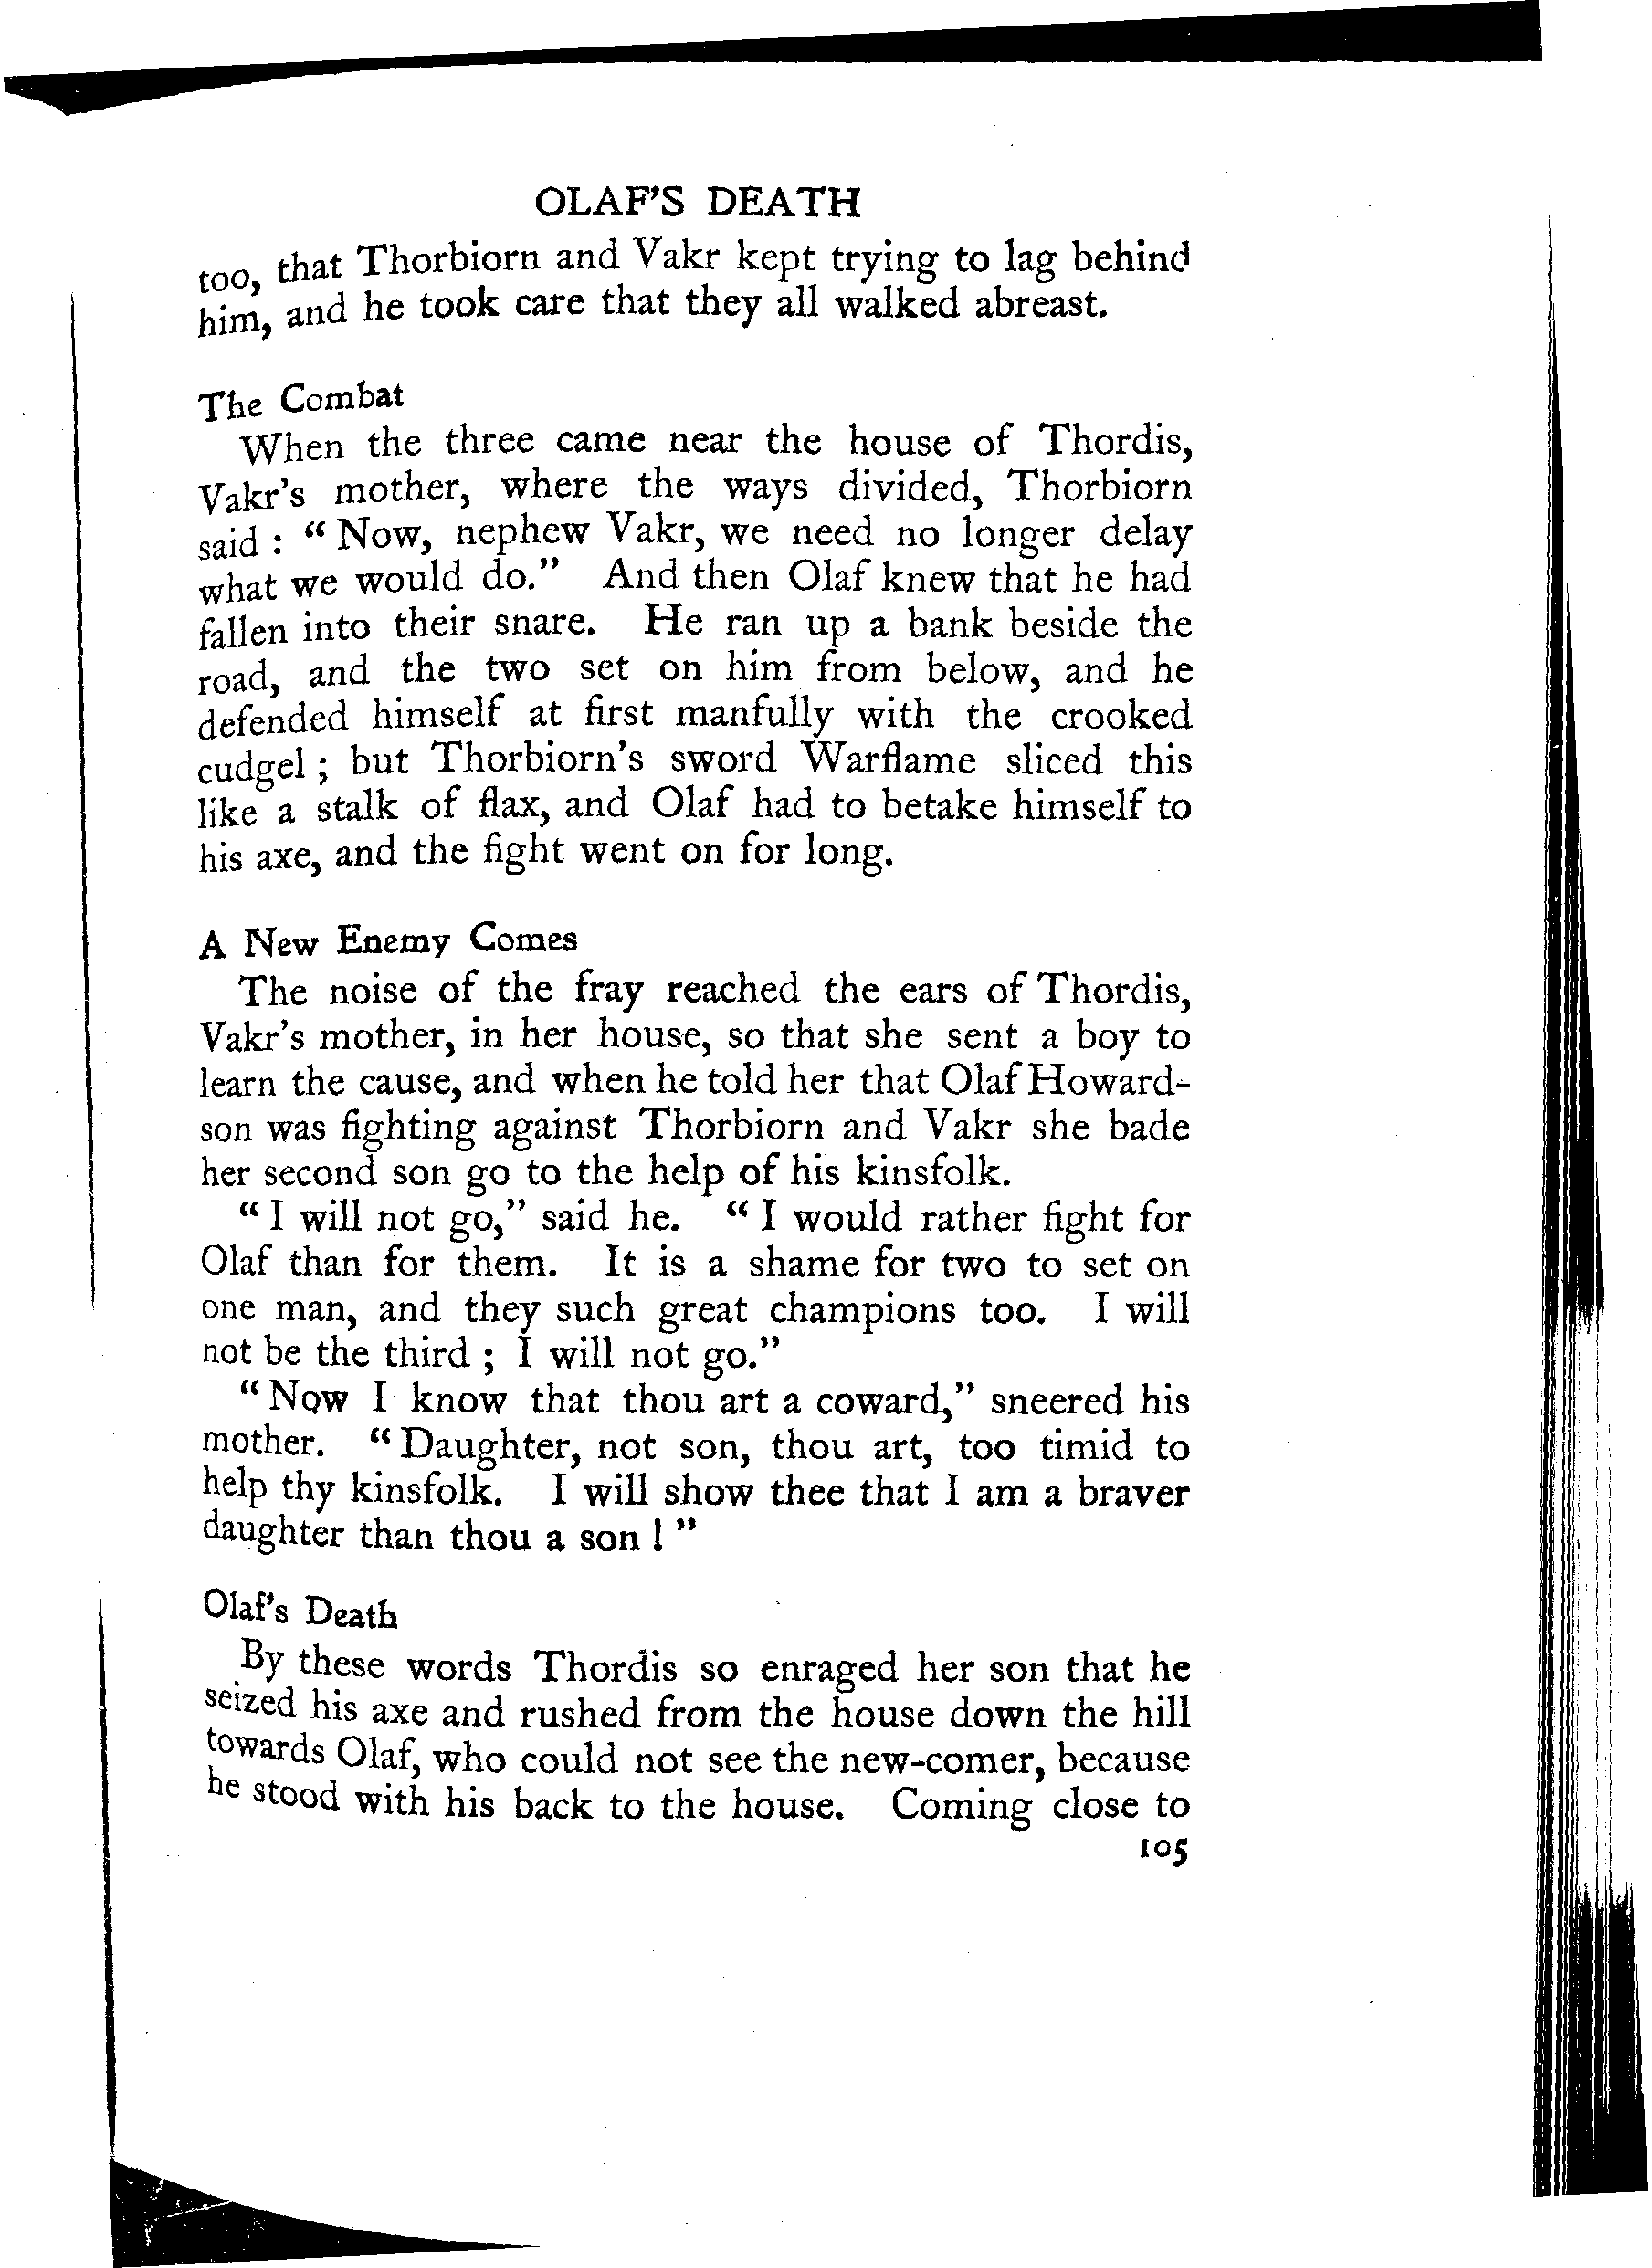 OLAF'S DEATH
too, that Thorbiorn and Vakr kept trying to lag behind
him, and he took care that they all walked abreast.
The Combat
When the three came near the house of Thordis,
Vakr's mother, where the ways divided, Thorbiorn
said : “ Now, nephew Vakr, we need no longer delay
what we would do.” And then Olaf knew that he had
fallen into their snare. He ran up a bank beside the
road, and the two set on him from below, and he
defended himself at first manfully with the crooked
cudgel ; but Thorbiorn's sword Warflame sliced this
like a stalk of flax, and Olaf had to betake himself to
his axe, and the fight went on for long.
A New Enemy Comes
The noise of the fray reached the ears of Thordis,
Vakr's mother, in her house, so that she sent a boy to
learn the cause, and when he told her that Olaf Howard-
son was fighting against Thorbiorn and Vakr she bade
her second son go to the help of his kinsfolk.
“ I will not go,” said he. “ I would rather fight for
Olaf than for them. It is a shame for two to set on
one man, and they such great champions too. I will
not be the third ; I will not go.”
“ Now I know that thou art a coward,” sneered his
mother. “ Daughter, not son, thou art, too timid to
help thy kinsfolk. I will show thee that I am a braver
daughter than thou a son ! ”
Olaf's Death
By these words Thordis so enraged her son that he
seized his axe and rushed from the house down the hill
towards Olaf, who could not see the new-comer, because
he stood with his back to the house. Coming close to
105